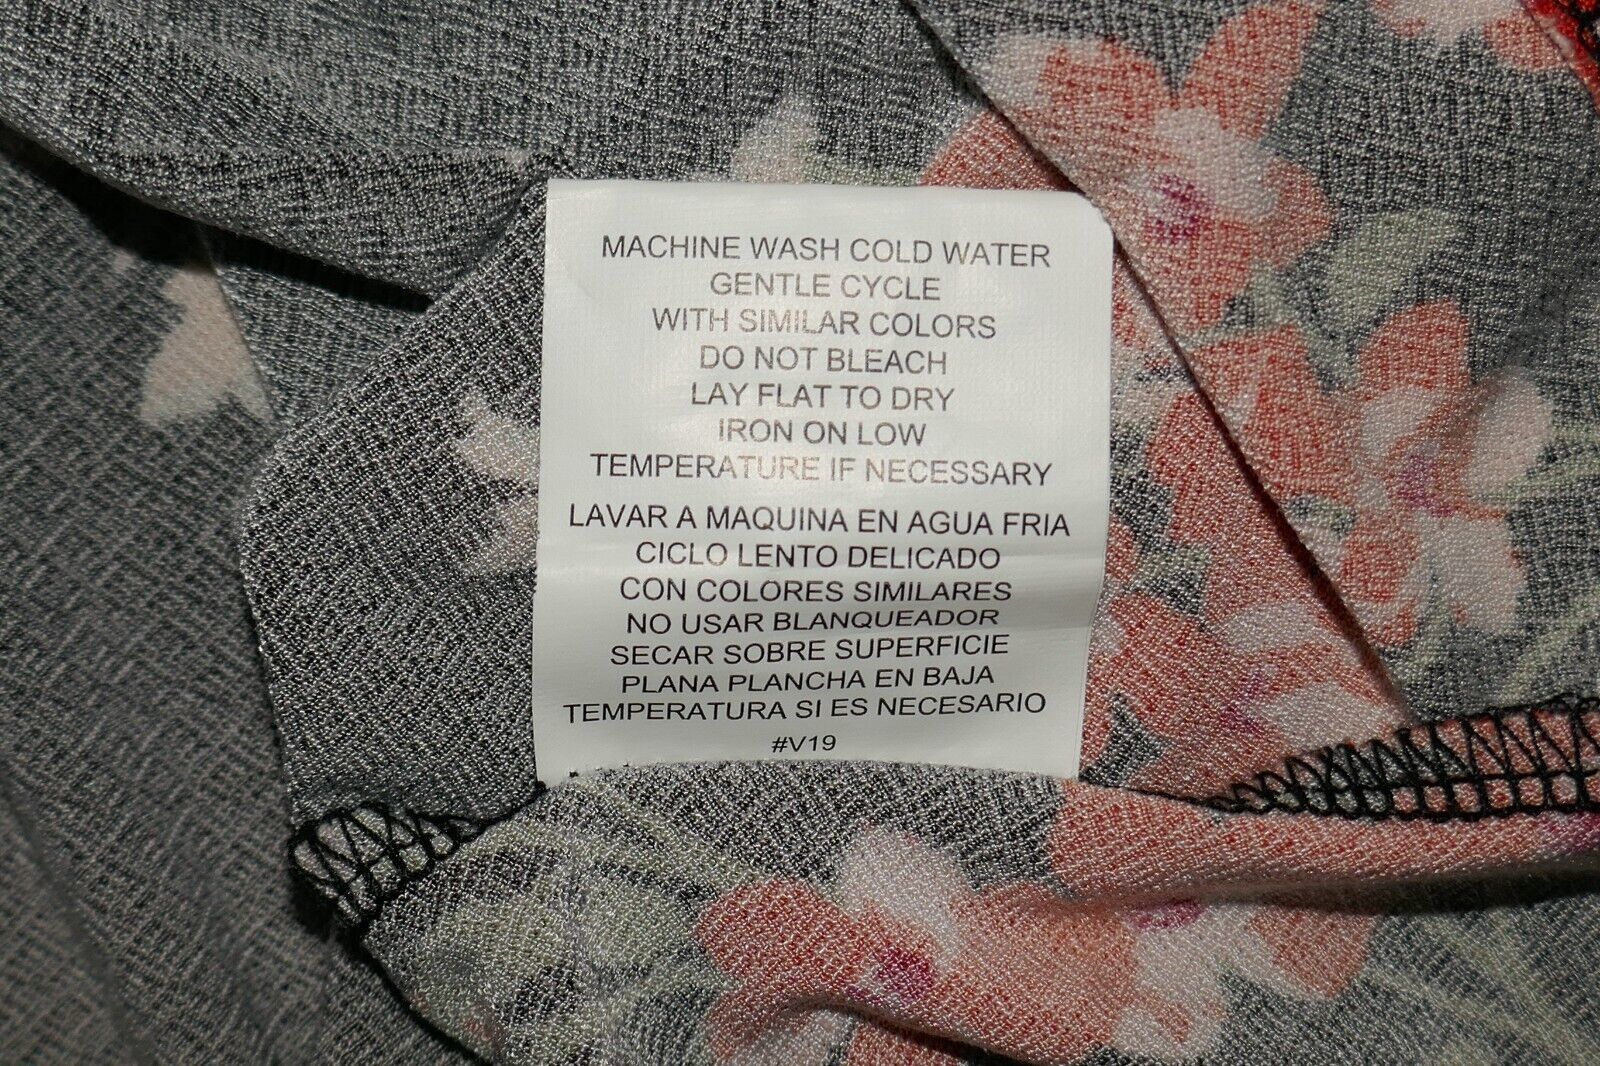 MACHINE WASH COLD WATER
GENTLE CYCLE
WITH SIMILAR COLORS
DO NOT BLEACH
LAY FLAT TO DRY
IRON ON LOW
TEMPERATURE IF NECESSARY
LAVAR A MAQUINA EN AGUA FRIA
CICLO LENTO DELICADO
CON COLORES SIMILARES
NO USAR BLANQUEADOR
SECAR SOBRE SUPERFICIE
PLANA PLANCHA EN BAJA
TEMPERATURA SI ES NECESARIO
#V19